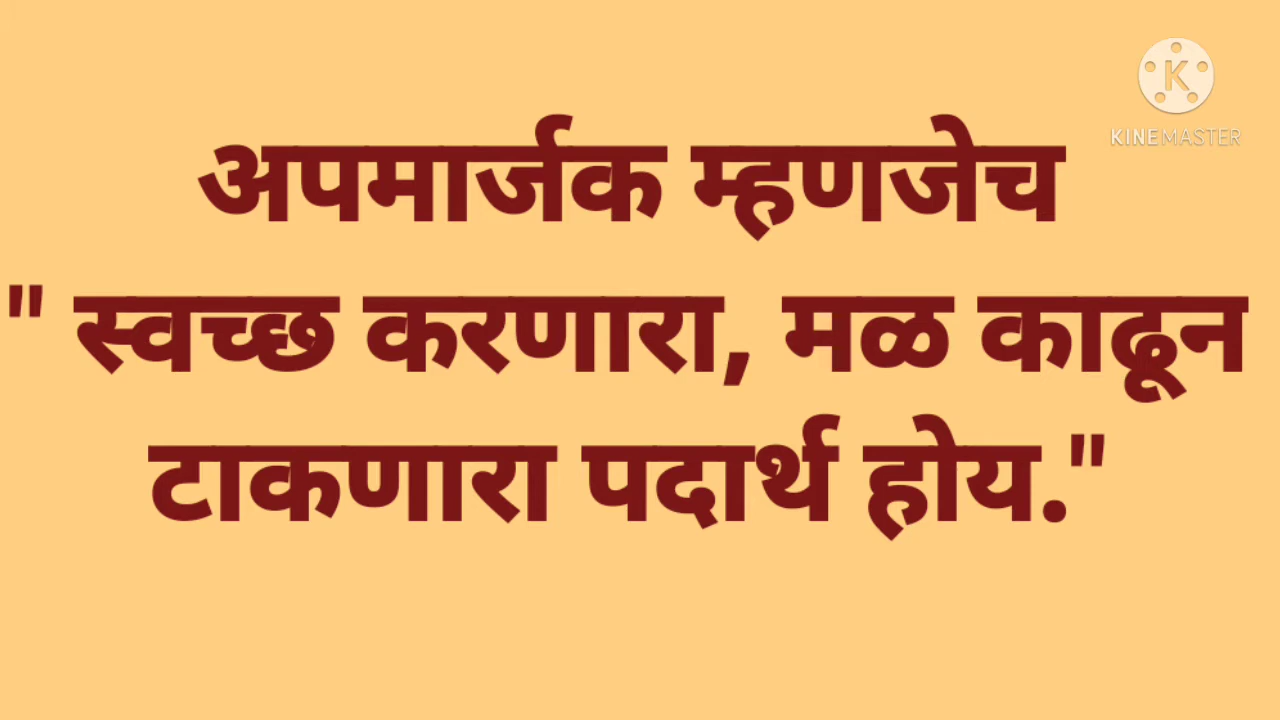 KINEMASTER
अपमार्जक म्हणजेच
" स्वच्छ करणारा, मळ काढून
टाकणारा पदार्थ होय."